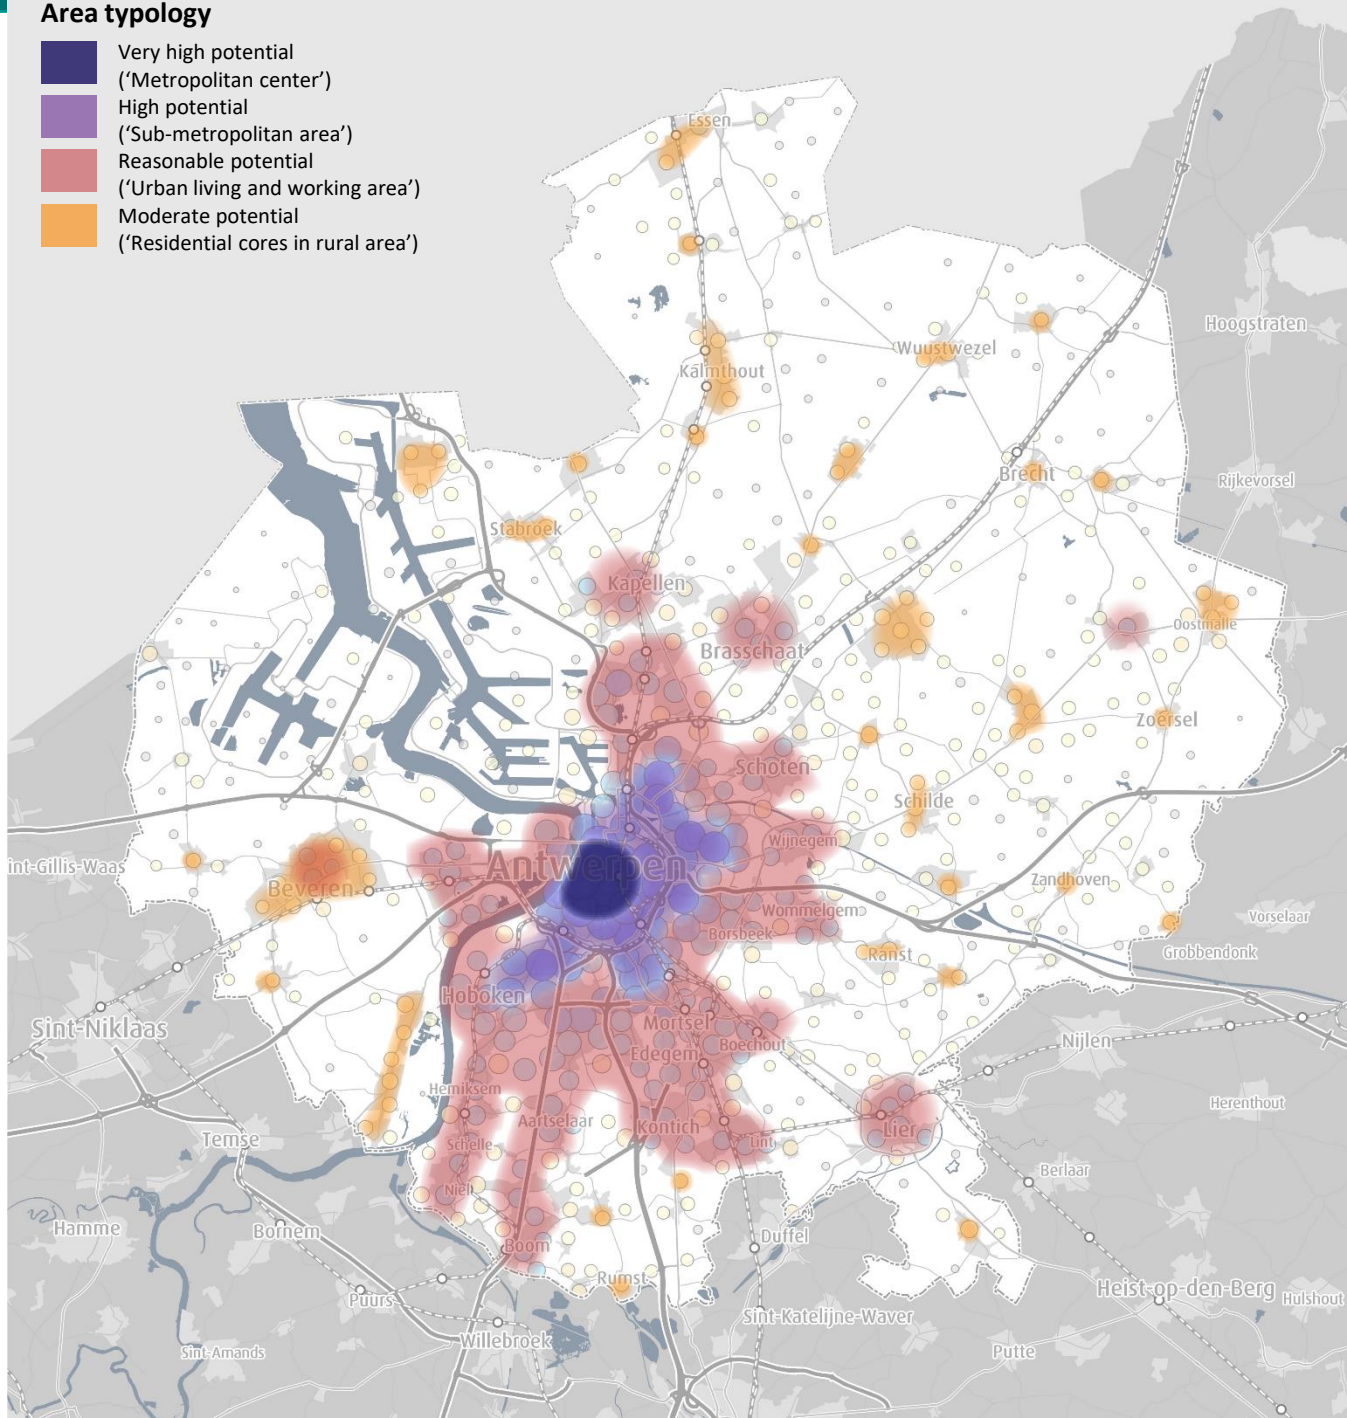 Area typology
Very high potential
(‘Metropolitan center’)
High potential
(‘Sub-metropolitan area’)
Reasonable potential
(‘Urban living and working area’)
Moderate potential
(‘Residential cores in rural area’)
Essen
Hoogstraten
Wuustwezel
Kalmthout
Brecht
Rijkevorsel
Stabroek
Kapellen
Oostmalle
Brasschaat
Zoersel
Schoten
Schilde
Wijnegem
int-Gillis-Waas
Antwerpen
Beveren
Zandhoven
Wommelgem
Vorselaar
Borsbeek
Ranst
Grobbendonk
Hoboken
Sint-Niklaas
Mortsel
Boechout
Nijlen
Edegem
Hemiksem
Herenthout
Aartselaar
Kontich
Lier
Temse
Schelle
Lint
Berlaar
Niel
Hamme
Bornem
Duffel
Boom
Rumst
Heist-op-den-Berg
Hulshout
Puurs
Sint-Katelijne-Waver
Willebroek
Sint-Amands
Putte